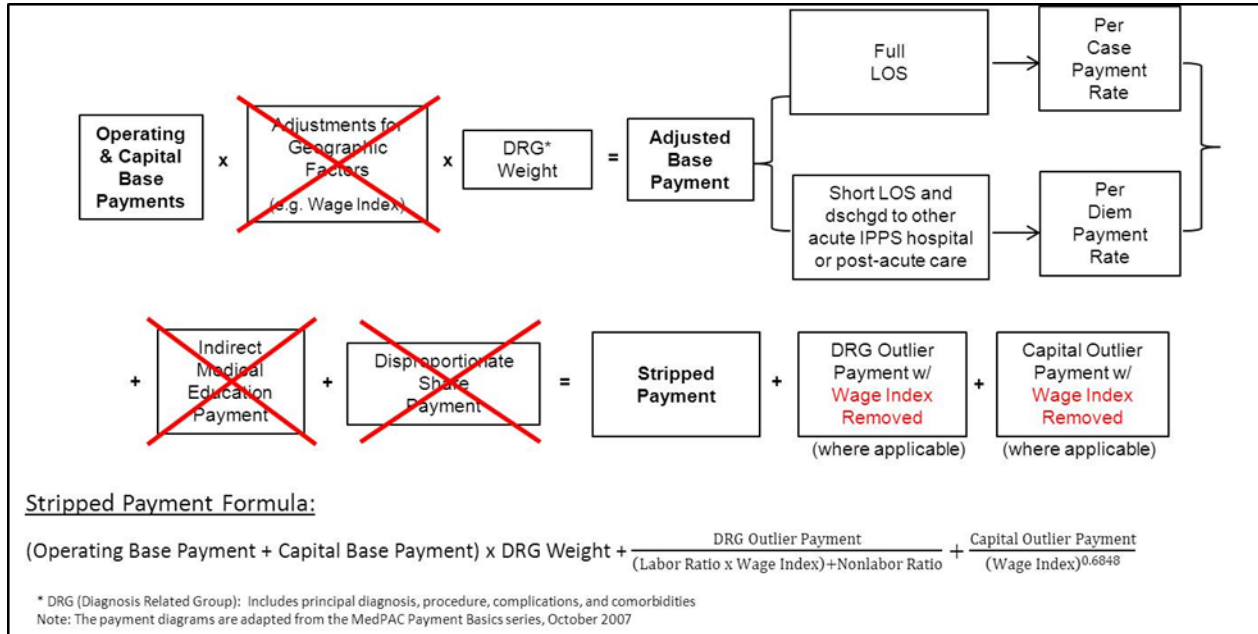 Operating
& Capital
Base
Payments
x
Adjustments for
Geographic
Factors
(e.g. Wage Index)
x
DRG*
Weight
=
Adjusted
Base
Payment
Full
LOS
Per
Case
Payment
Rate
Short LOS and
dschgd to other
acute IPPS hospital
or post-acute care
Per
Diem
Payment
Rate
+
Indirect
Medical
Education
Payment
+
Disproportionate
Share
Payment
=
Stripped
Payment
+
DRG Outlier
Payment w/
Wage Index
Removed
(where applicable)
+
Capital Outlier
Payment w/
Wage Index
Removed
(where applicable)
Stripped Payment Formula:
(Operating Base Payment + Capital Base Payment) x DRG Weight + DRG Outlier Payment / (Labor Ratio x Wage Index)+Nonlabor Ratio + Capital Outlier Payment / (Wage Index)^0.6848
* DRG (Diagnosis Related Group): Includes principal diagnosis, procedure, complications, and comorbidities
Note: The payment diagrams are adapted from the MedPAC Payment Basics series, October 2007